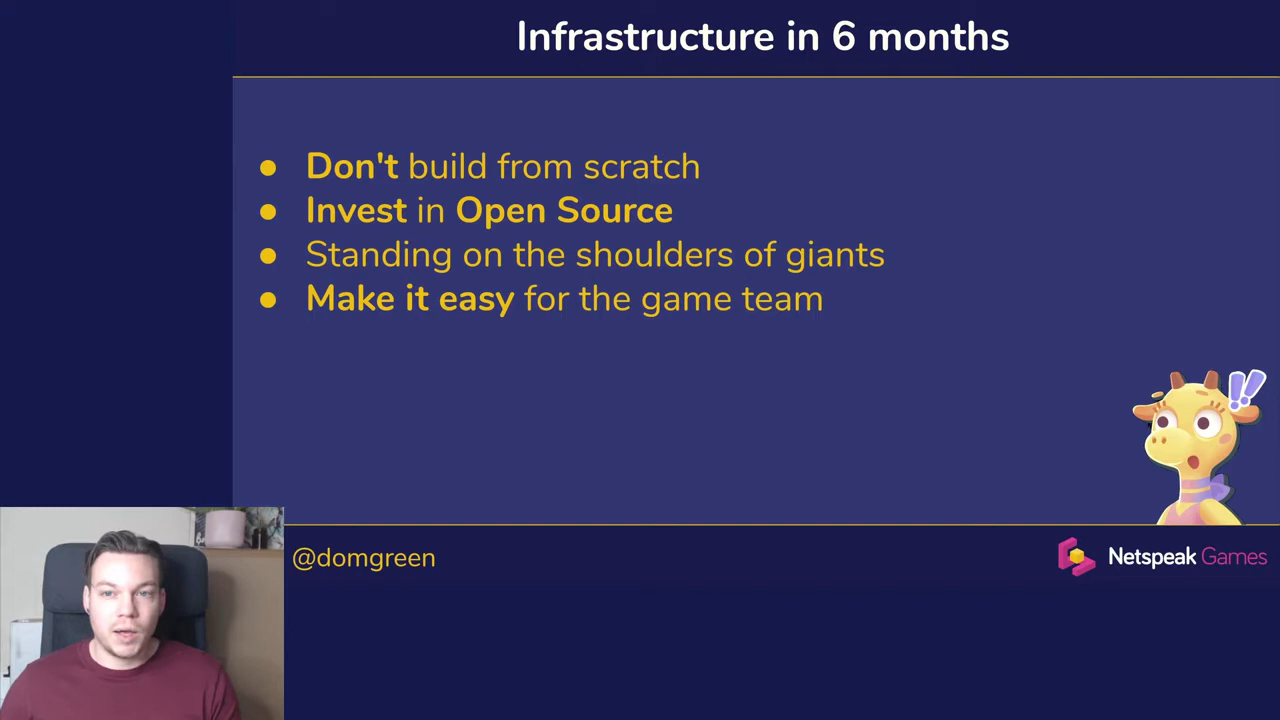 Infrastructure in 6 months
● Don't build from scratch
● Invest in Open Source
● Standing on the shoulders of giants
● Make it easy for the game team
@domgreen
Netspeak Games